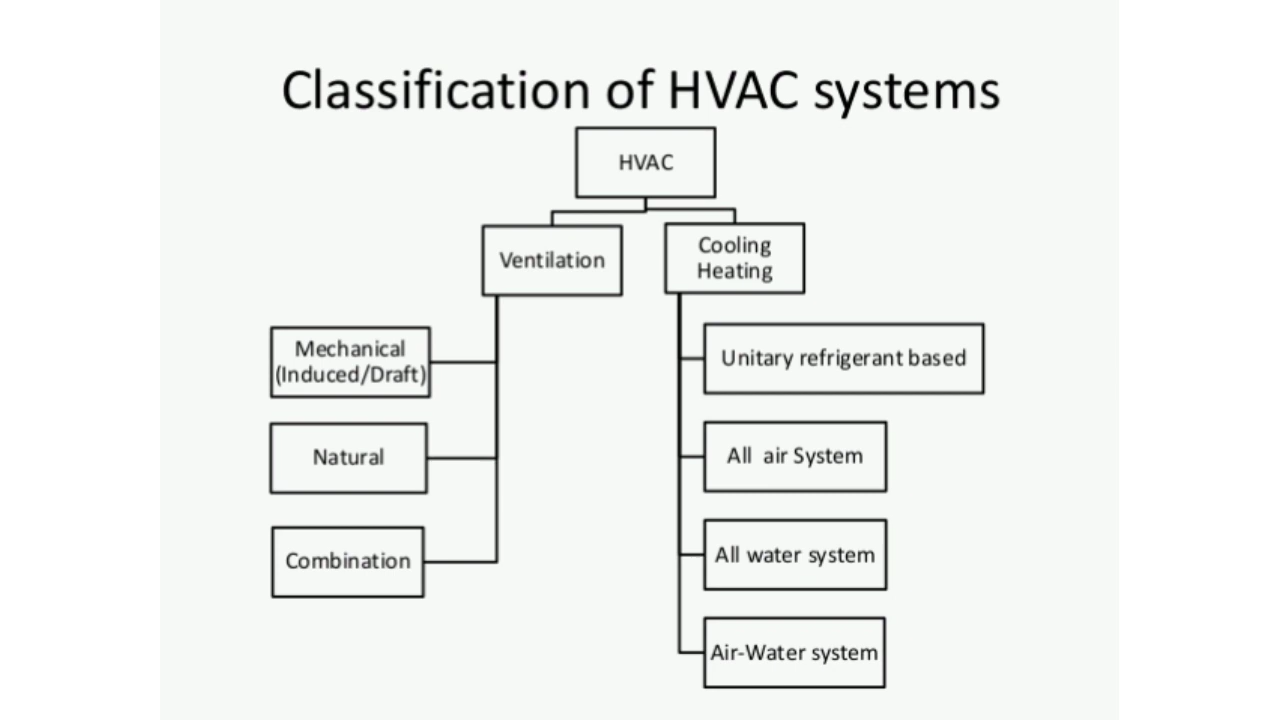 Classification of HVAC systems
HVAC
Ventilation
Cooling
Heating
Mechanical
(Induced/Draft)
Natural
Combination
Unitary refrigerant based
All air System
All water system
Air-Water system